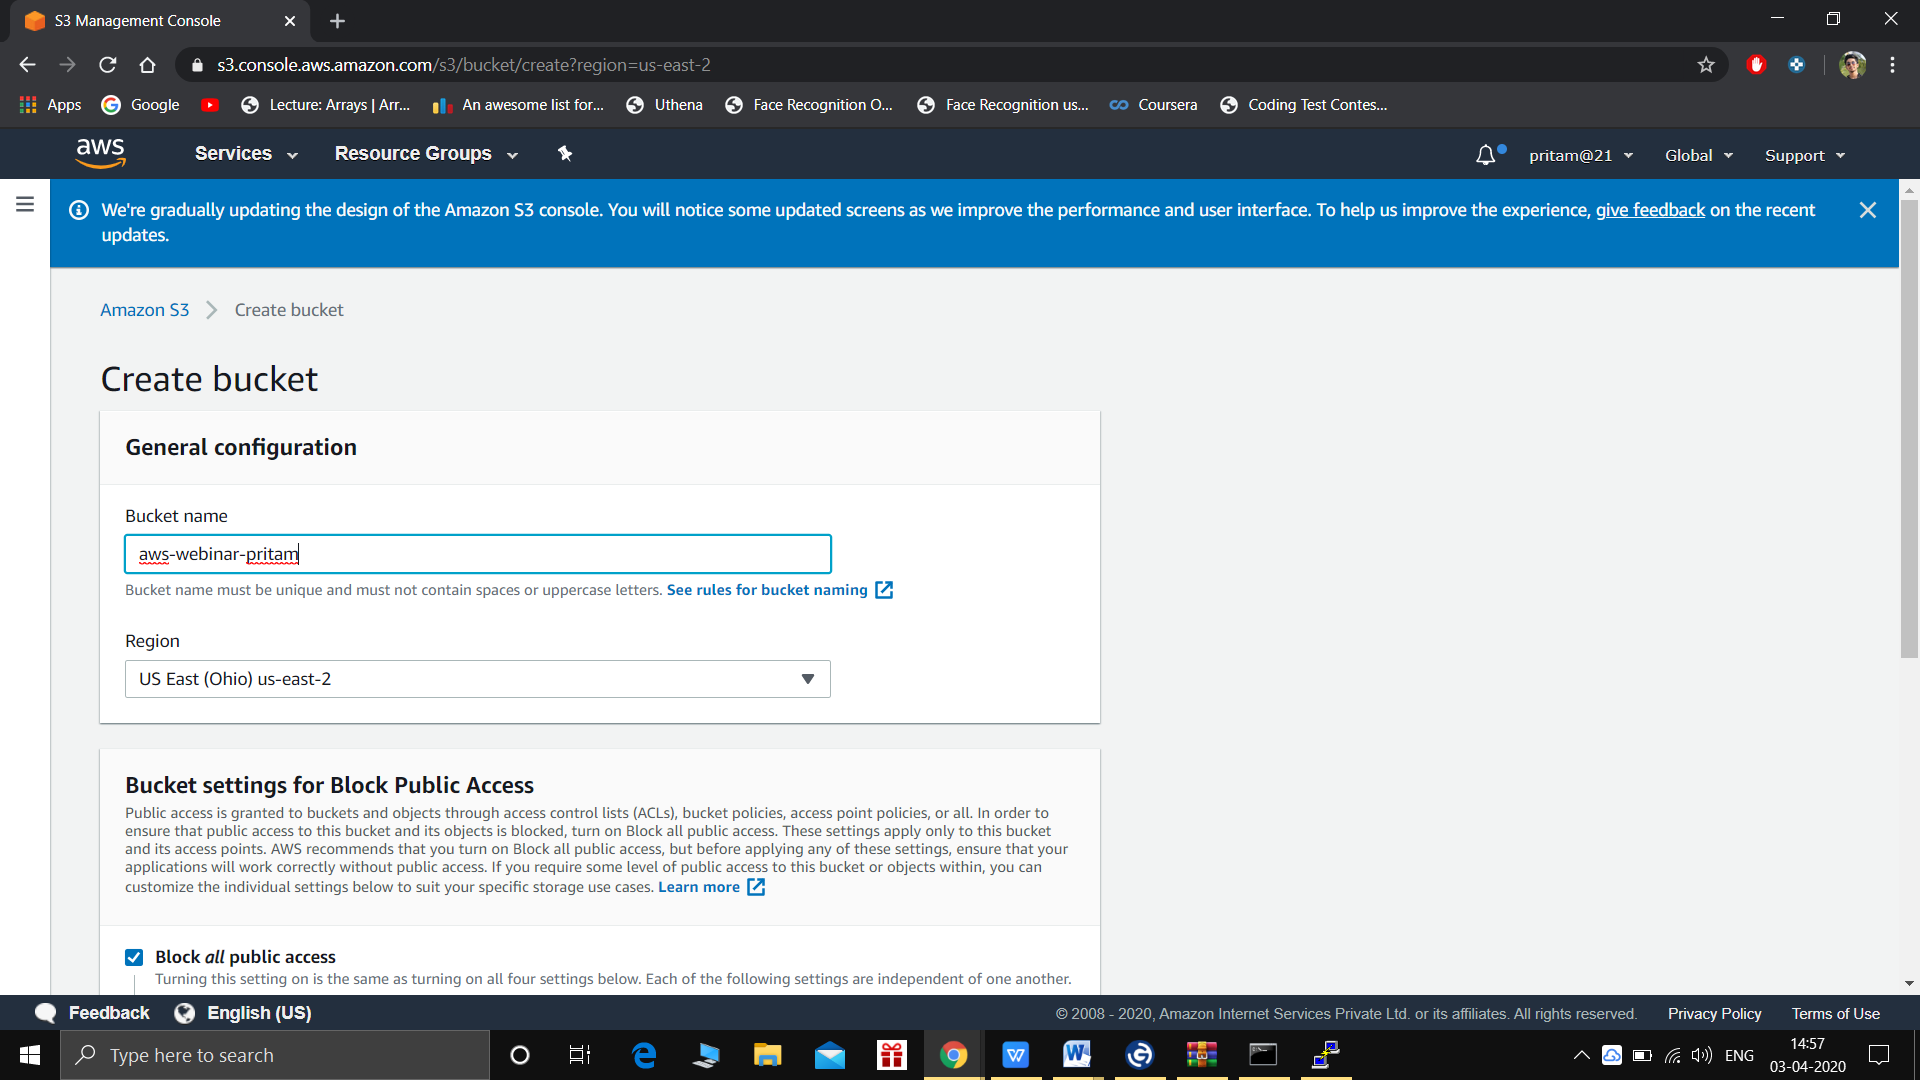 S3 Management Console
s3.console.aws.amazon.com/s3/bucket/create?region=us-east-2
Apps Google Lecture: Arrays | Arr... An awesome list for... Uthena Face Recognition O... Face Recognition us... Coursera Coding Test Contes...
aws Services Resource Groups pritam@21 Global Support
We're gradually updating the design of the Amazon S3 console. You will notice some updated screens as we improve the performance and user interface. To help us improve the experience, give feedback on the recent
updates.
Amazon S3 Create bucket
Create bucket
General configuration
Bucket name
aws-webinar-pritam
Bucket name must be unique and must not contain spaces or uppercase letters. See rules for bucket naming
Region
US East (Ohio) us-east-2
Bucket settings for Block Public Access
Public access is granted to buckets and objects through access control lists (ACLs), bucket policies, access point policies, or all. In order to
ensure that public access to this bucket and its objects is blocked, turn on Block all public access. These settings apply only to this bucket
and its access points. AWS recommends that you turn on Block all public access, but before applying any of these settings, ensure that your
applications will work correctly without public access. If you require some level of public access to this bucket or objects within, you can
customize the individual settings below to suit your specific storage use cases. Learn more
Block all public access
Turning this setting on is the same as turning on all four settings below. Each of the following settings are independent of one another.
Feedback English (US) © 2008 - 2020, Amazon Internet Services Private Ltd. or its affiliates. All rights reserved. Privacy Policy Terms of Use
Type here to search ENG 14:57
03-04-2020